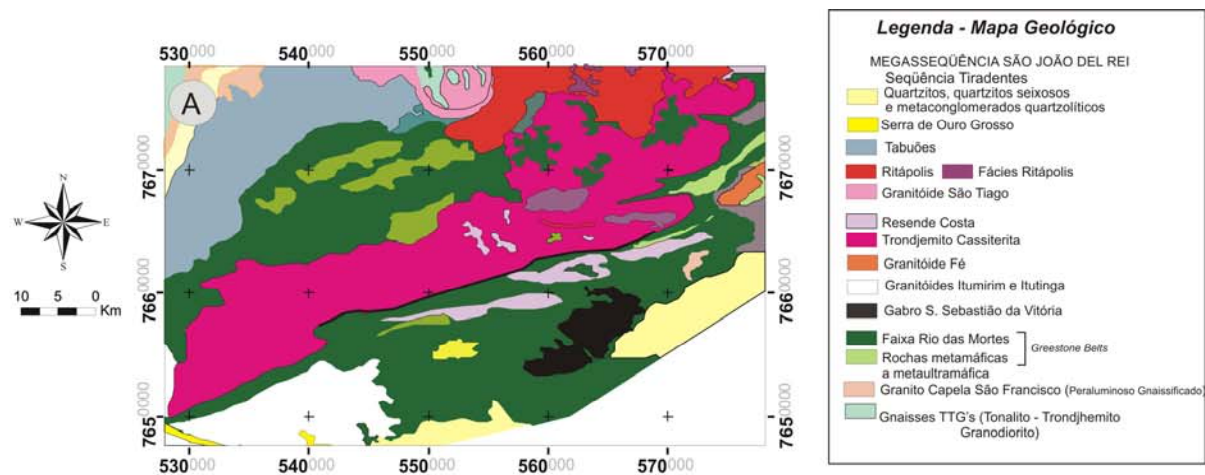 530000 540000 550000 560000 570000
A
7670000
7670000
7660000
7660000
7650000
7650000
530000 540000 550000 560000 570000
N
W E
S
10 5 0 Km
Legenda - Mapa Geológico
MEGASSEQÜÊNCIA SÃO JOÃO DEL REI
Seqüência Tiradentes
Quartzitos, quartzitos seixosos
e metaconglomerados quartzolíticos
Serra de Ouro Grosso
Tabuões
Ritápolis Fácies Ritápolis
Granitóide São Tiago
Resende Costa
Trondjemito Cassiterita
Granitóide Fé
Granitóides Itumirim e Itutinga
Gabro S. Sebastião da Vitória
Faixa Rio das Mortes
Greestone Belts
Rochas metamáficas
a metaultramáfica
Granito Capela São Francisco (Peraluminoso Gnaissificado)
Gnaisses TTG's (Tonalito - Trondjhemito
Granodiorito)